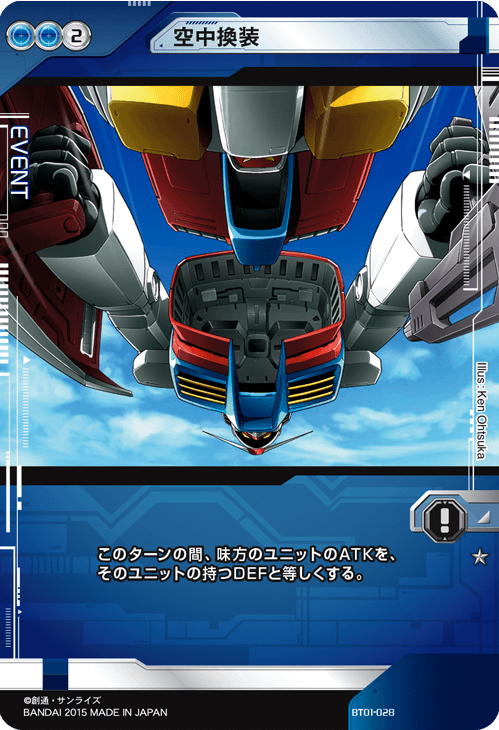 2
空中換装
EVENT
Illus: Ken Ohtsuka
このターンの間、味方のユニットのATKを、
そのユニットの持つDEFと等しくする。
©創通・サンライズ
BANDAI 2015 MADE IN JAPAN
BT01-028